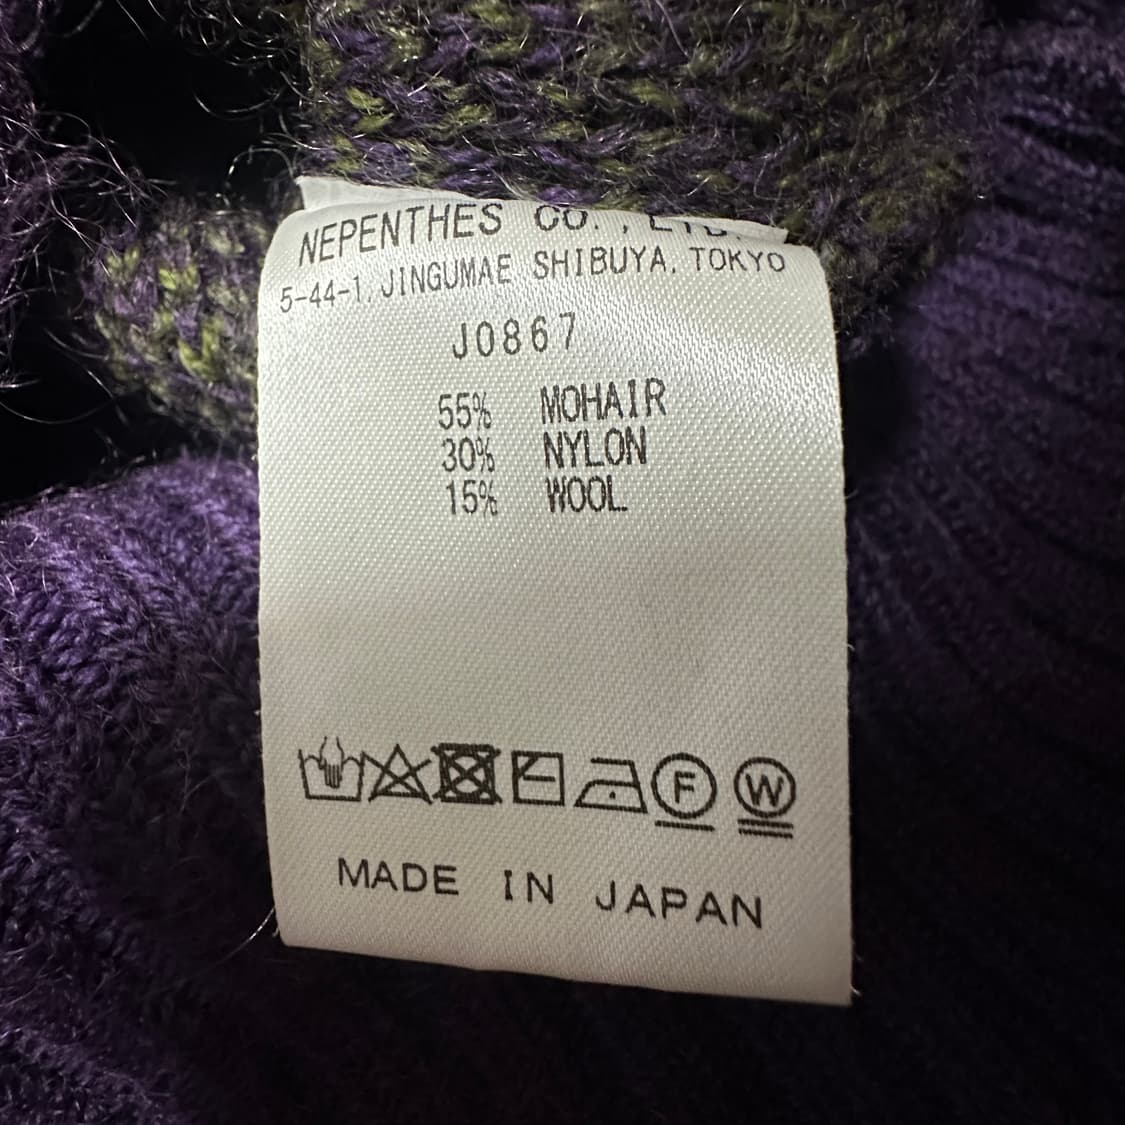 NEPENTHES CO., LTD.
5-44-1, JINGUMAE SHIBUYA, TOKYO
J0867
55% MOHAIR
30% NYLON
15% WOOL
F W
MADE IN JAPAN